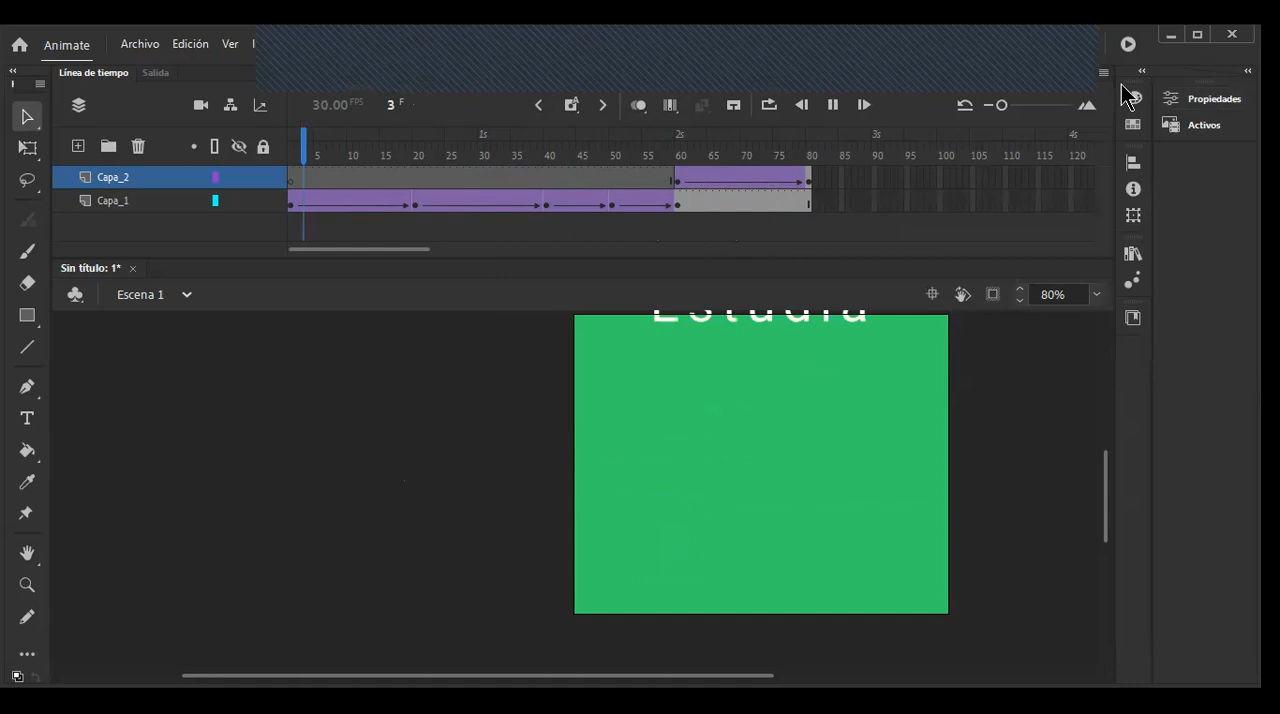 Animate Archivo Edición Ver
Línea de tiempo Salida
30.00 FPS 3 F
1s 2s 3s 4s
5 10 15 20 25 30 35 40 45 50 55 60 65 70 75 80 85 90 95 100 105 110 115 120
Capa_2
Capa_1
Propiedades
Activos
Sin título: 1*
Escena 1
80%
Estudia